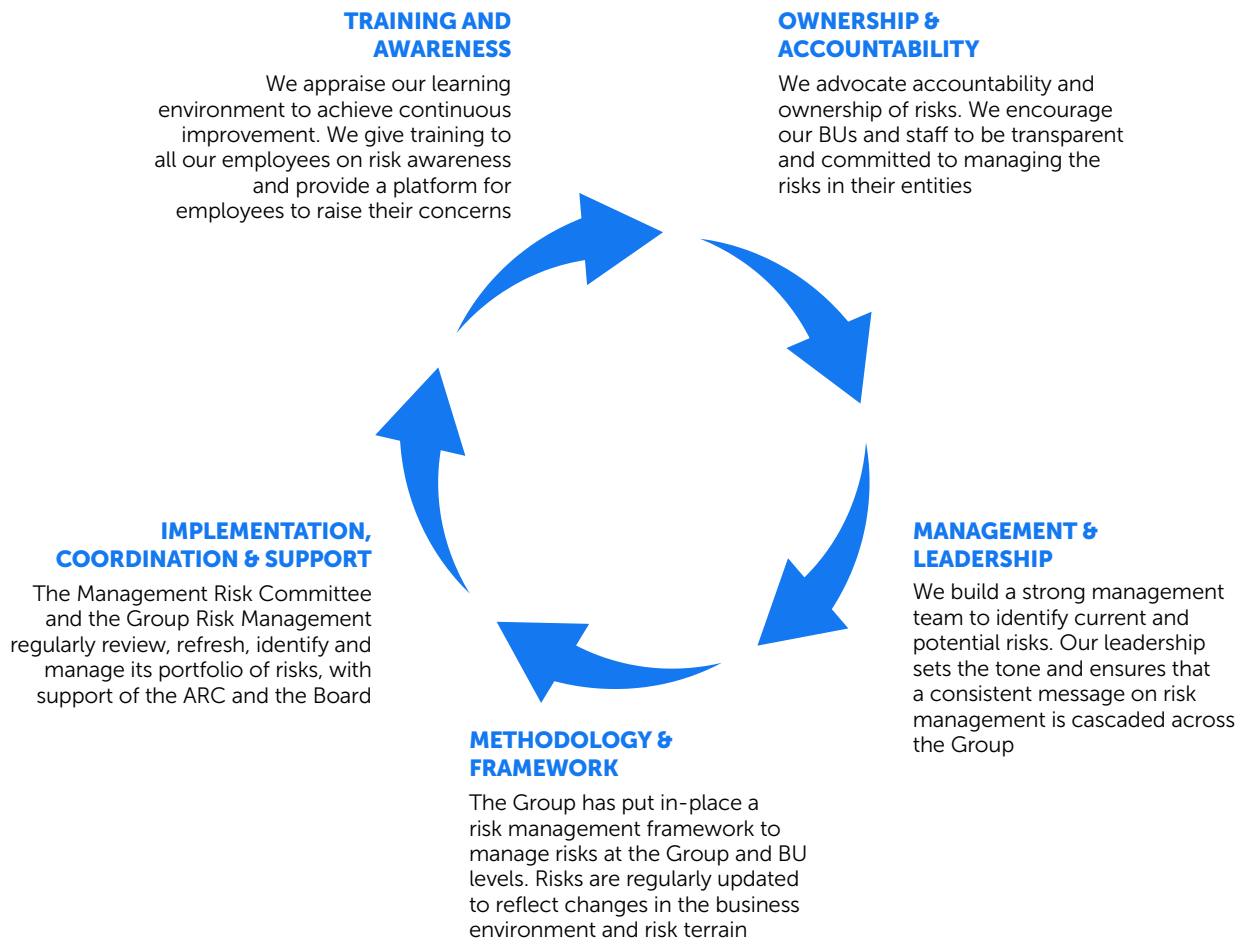 TRAINING AND
AWARENESS
We appraise our learning
environment to achieve continuous
improvement. We give training to
all our employees on risk awareness
and provide a platform for
employees to raise their concerns
OWNERSHIP &
ACCOUNTABILITY
We advocate accountability and
ownership of risks. We encourage
our BUs and staff to be transparent
and committed to managing the
risks in their entities
MANAGEMENT &
LEADERSHIP
We build a strong management
team to identify current and
potential risks. Our leadership
sets the tone and ensures that
a consistent message on risk
management is cascaded across
the Group
METHODOLOGY &
FRAMEWORK
The Group has put in-place a
risk management framework to
manage risks at the Group and BU
levels. Risks are regularly updated
to reflect changes in the business
environment and risk terrain
IMPLEMENTATION,
COORDINATION & SUPPORT
The Management Risk Committee
and the Group Risk Management
regularly review, refresh, identify and
manage its portfolio of risks, with
support of the ARC and the Board